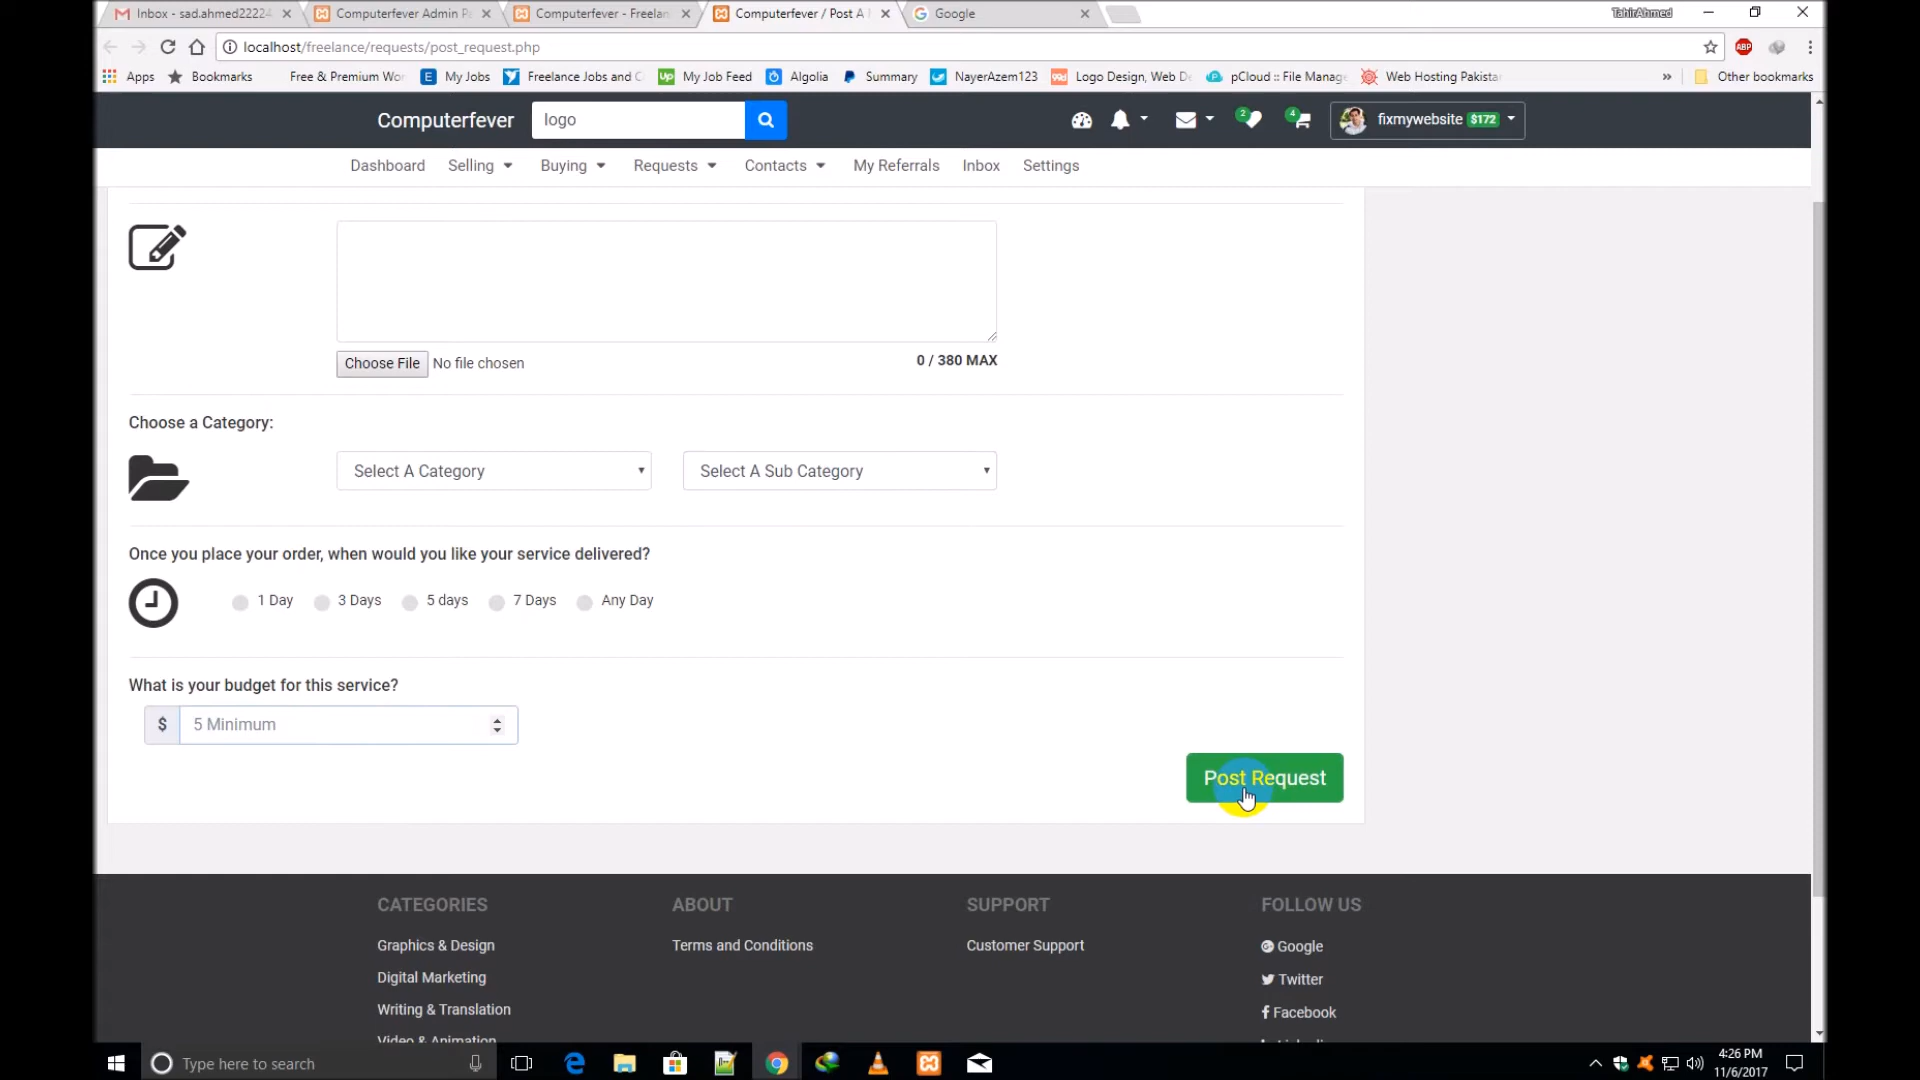 Inbox - sad.ahmed22224
Computerfever Admin P
Computerfever - Freelan
Computerfever / Post A
Google
TahirAhmed
localhost/freelance/requests/post_request.php
ABP
Apps
Bookmarks
Free & Premium Wo
My Jobs
Freelance Jobs and C
My Job Feed
Algolia
Summary
NayerAzem123
Logo Design, Web D
pCloud :: File Manag
Web Hosting Pakista
»
Other bookmarks
Computerfever
logo
2
4
fixmywebsite $172
Dashboard
Selling
Buying
Requests
Contacts
My Referrals
Inbox
Settings
Choose File No file chosen
0 / 380 MAX
Choose a Category:
Select A Category
Select A Sub Category
Once you place your order, when would you like your service delivered?
1 Day
3 Days
5 days
7 Days
Any Day
What is your budget for this service?
$ 5 Minimum
Post Request
CATEGORIES
Graphics & Design
Digital Marketing
Writing & Translation
Video & Animation
ABOUT
Terms and Conditions
SUPPORT
Customer Support
FOLLOW US
Google
Twitter
Facebook
Type here to search
4:26 PM
11/6/2017